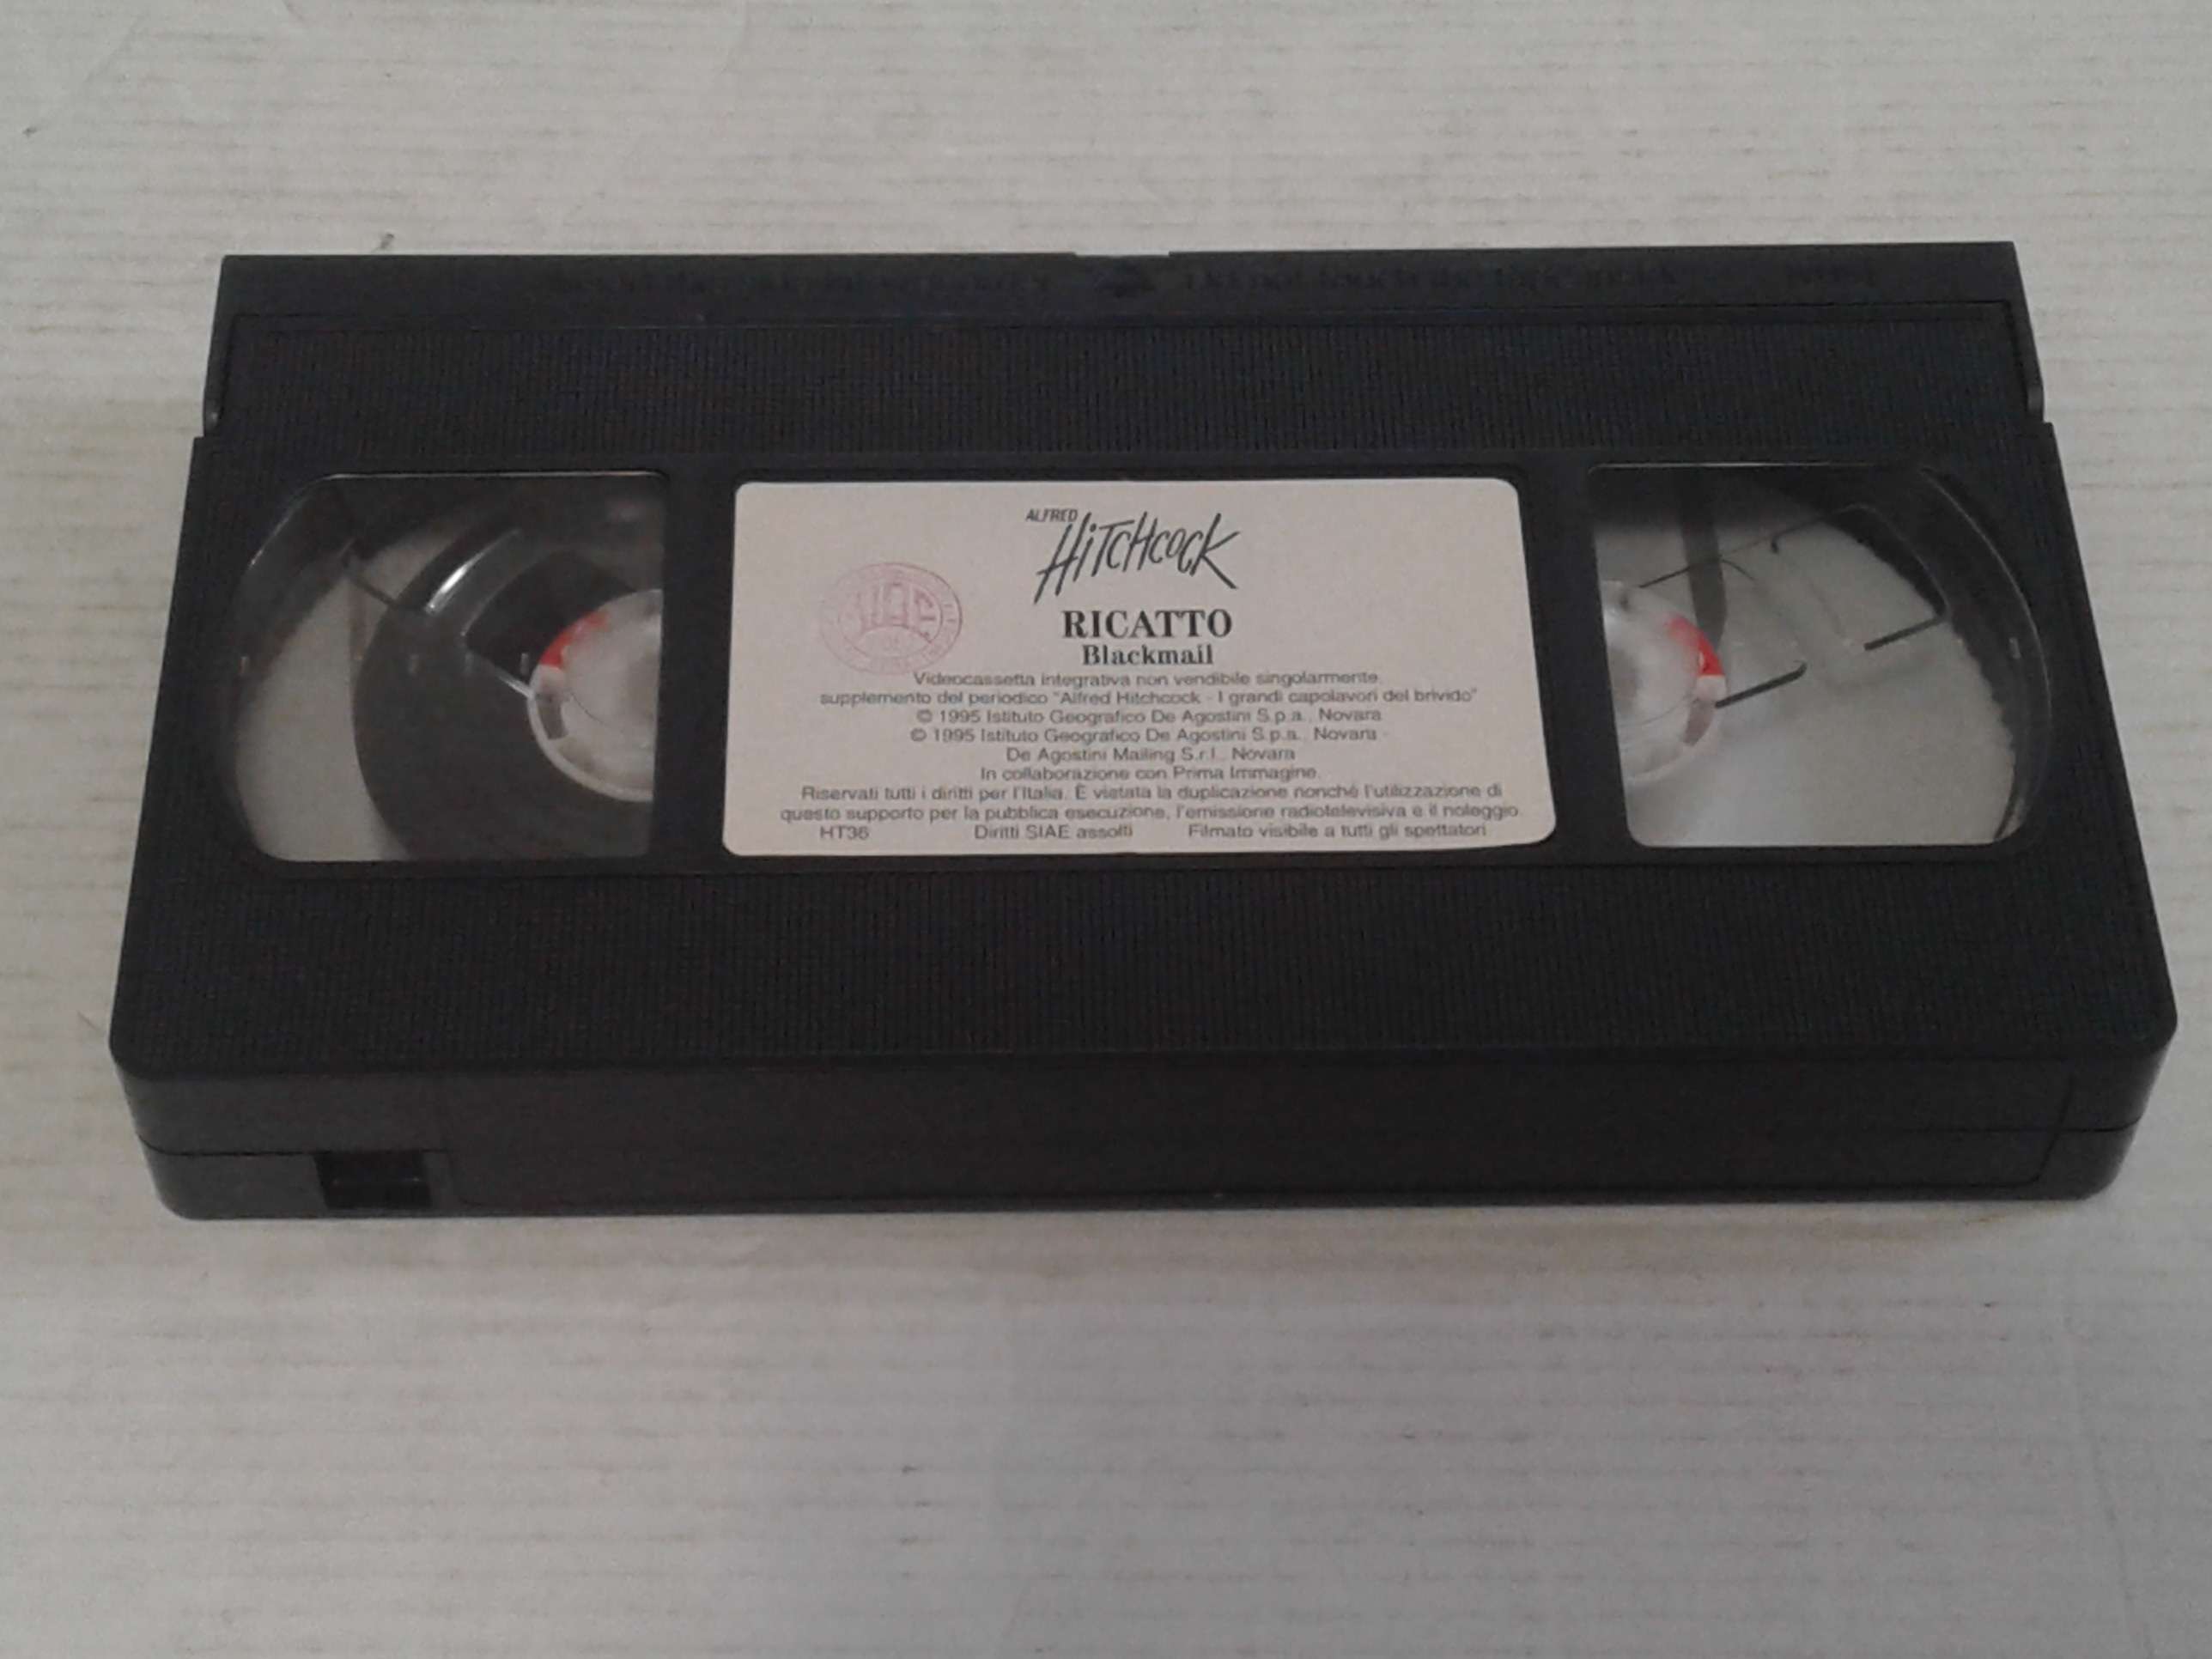 ALFRED
HITCHCOCK
RICATTO
Blackmail
Videocassetta integrativa non vendibile singolarmente,
supplemento del periodico "Alfred Hitchcock - I grandi capolavori del brivido"
© 1995 Istituto Geografico De Agostini S.p.a., Novara
© 1995 Istituto Geografico De Agostini S.p.a., Novara -
De Agostini Mailing S.r.l., Novara
In collaborazione con Prima Immagine.
Riservati tutti i diritti per l'Italia. È vietata la duplicazione nonché l'utilizzazione di
questo supporto per la pubblica esecuzione, l'emissione radiotelevisiva e il noleggio.
HT36 Diritti SIAE assolti Filmato visibile a tutti gli spettatori